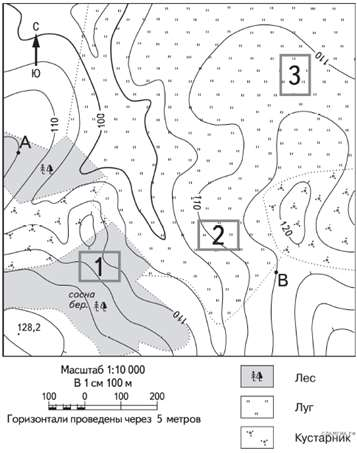 С
Ю
3
110
110
100
А
110
2
120
В
1
сосна
бер.
110
128,2
Масштаб 1:10 000
В 1 см 100 м
100 0 100 200
Горизонтали проведены через 5 метров
Лес
Луг
Кустарник